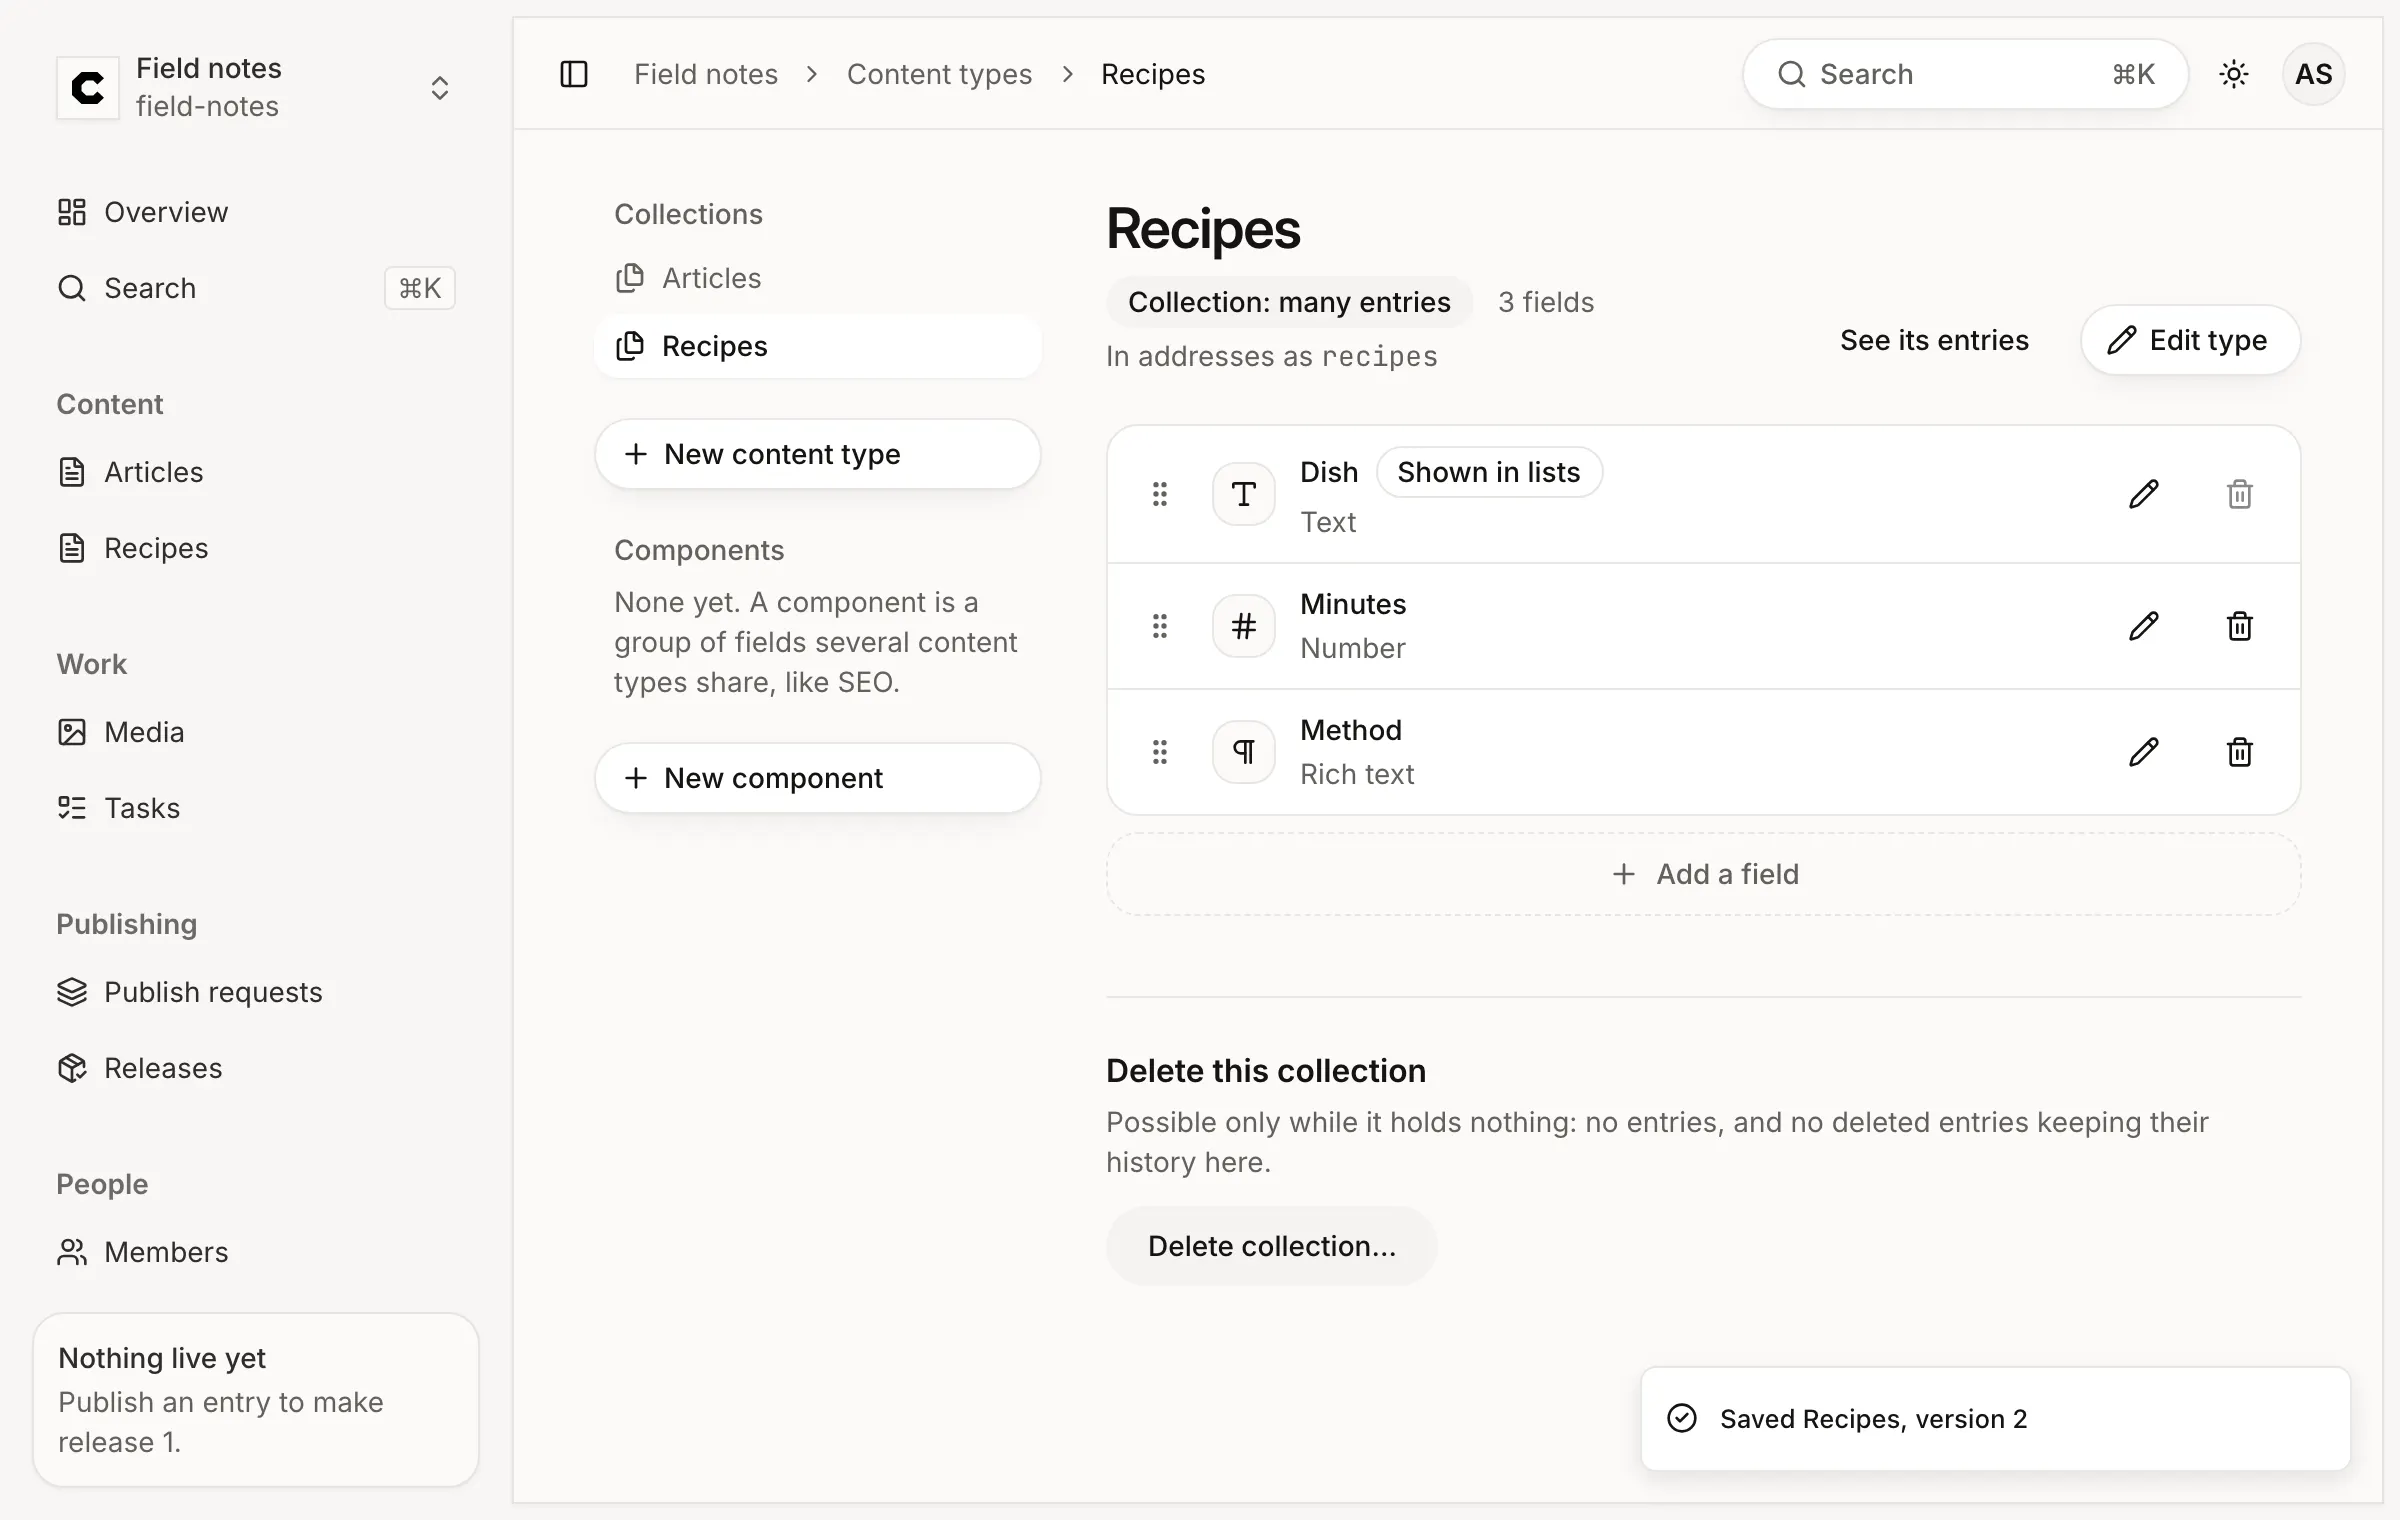 Field notes
field-notes
Overview
Search ⌘K
Content
Articles
Recipes
Work
Media
Tasks
Publishing
Publish requests
Releases
People
Members
Nothing live yet
Publish an entry to make
release 1.
Field notes > Content types > Recipes
Search ⌘K
AS
Collections
Articles
Recipes
+ New content type
Components
None yet. A component is a
group of fields several content
types share, like SEO.
+ New component
Recipes
Collection: many entries 3 fields
In addresses as recipes
See its entries
Edit type
Dish Shown in lists
Text
Minutes
Number
Method
Rich text
+ Add a field
Delete this collection
Possible only while it holds nothing: no entries, and no deleted entries keeping their
history here.
Delete collection...
Saved Recipes, version 2